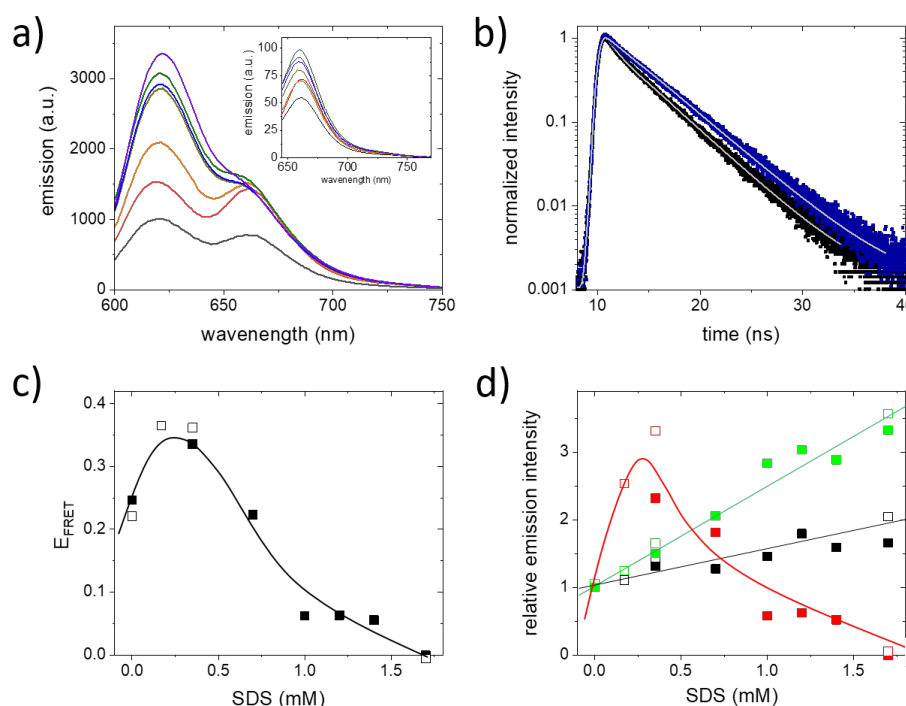 a)
emission (a.u.)
3000
2000
1000
0
600
650
700
750
wavenength (nm)
emission (a.u.)
100
75
50
25
0
650
700
750
wavenength (nm)
b)
normalized intensity
1
0.1
0.01
0.001
10
20
30
40
time (ns)
c)
E_FRET
0.4
0.3
0.2
0.1
0.0
0.0
0.5
1.0
1.5
SDS (mM)
d)
relative emission intensity
3
2
1
0
0.0
0.5
1.0
1.5
SDS (mM)